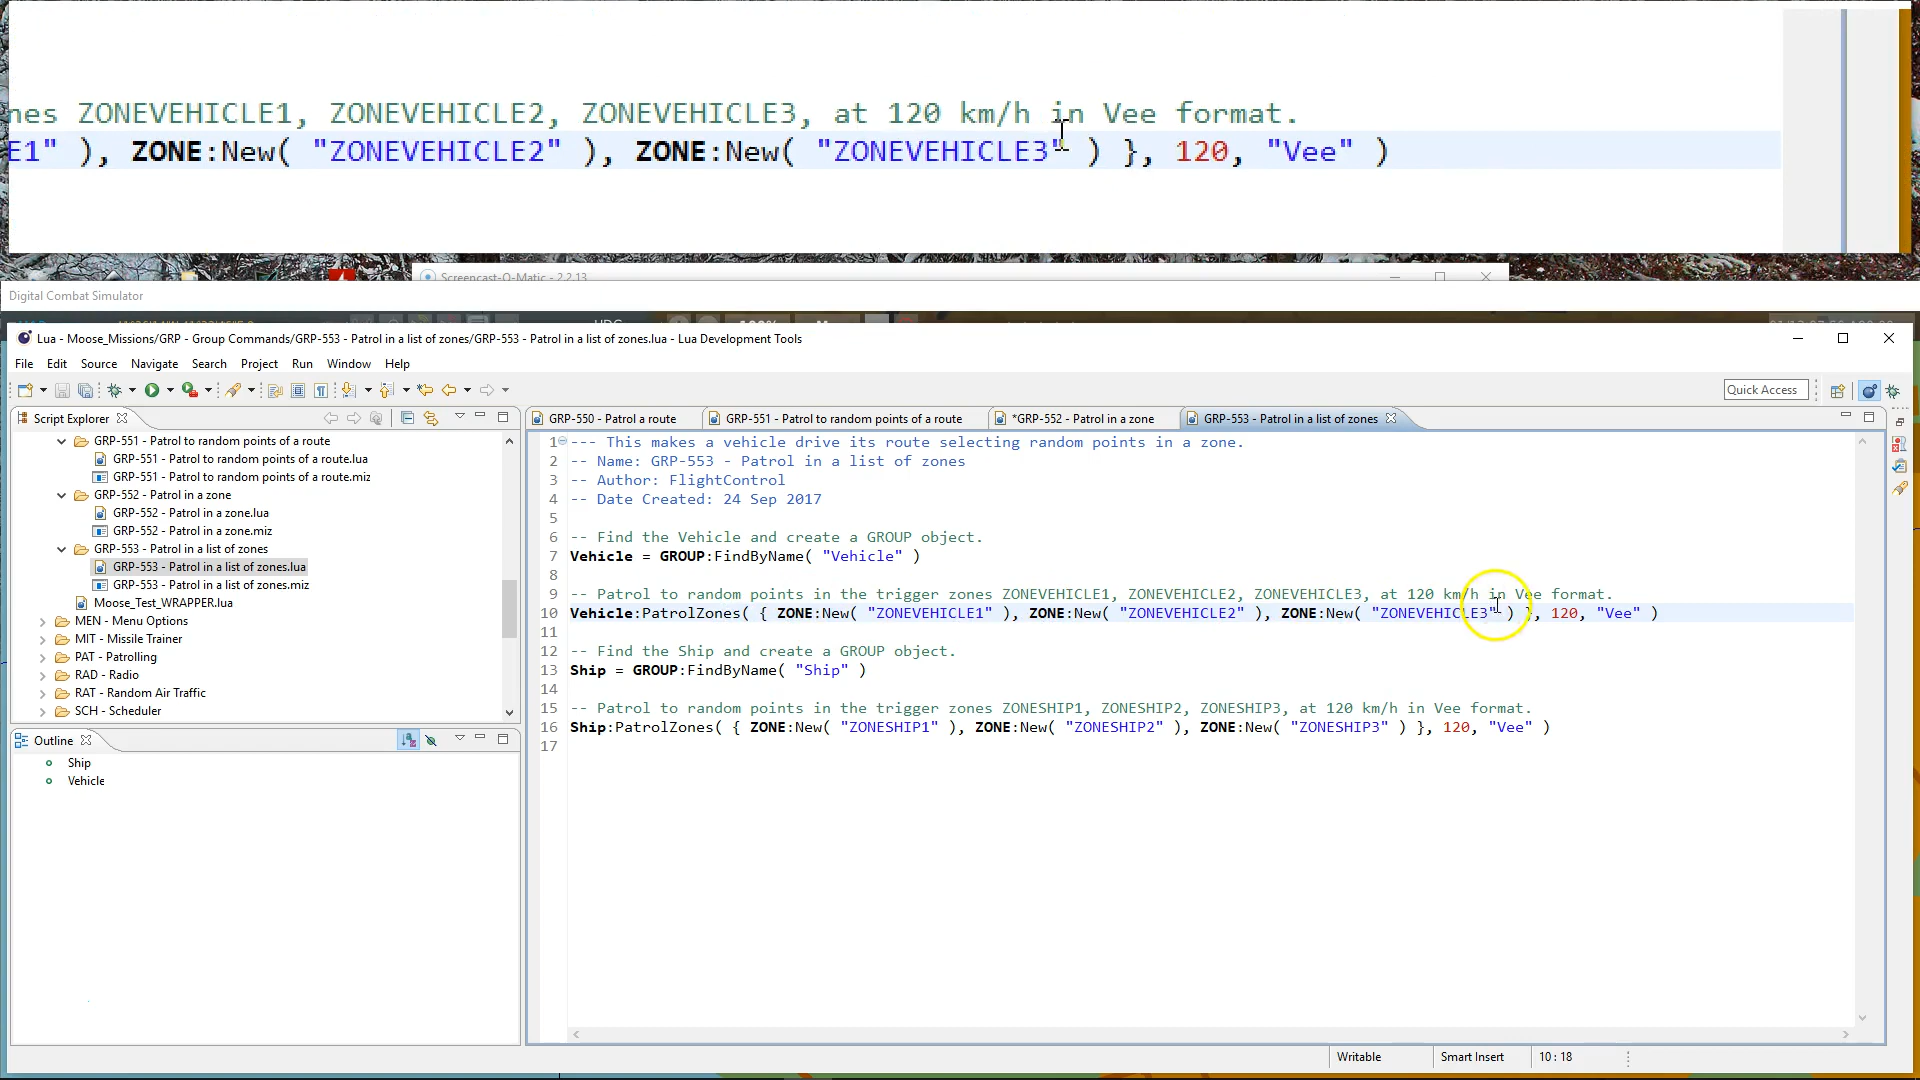 nes ZONEVEHICLE1, ZONEVEHICLE2, ZONEVEHICLE3, at 120 km/h in Vee format.
E1" ), ZONE:New( "ZONEVEHICLE2" ), ZONE:New( "ZONEVEHICLE3" ) }, 120, "Vee" )
Screencast-O-Matic - 2.2.13
Digital Combat Simulator
Lua - Moose_Missions/GRP - Group Commands/GRP-553 - Patrol in a list of zones/GRP-553 - Patrol in a list of zones.lua - Lua Development Tools
File Edit Source Navigate Search Project Run Window Help
Quick Access
Script Explorer
GRP-551 - Patrol to random points of a route
GRP-551 - Patrol to random points of a route.lua
GRP-551 - Patrol to random points of a route.miz
GRP-552 - Patrol in a zone
GRP-552 - Patrol in a zone.lua
GRP-552 - Patrol in a zone.miz
GRP-553 - Patrol in a list of zones
GRP-553 - Patrol in a list of zones.lua
GRP-553 - Patrol in a list of zones.miz
Moose_Test_WRAPPER.lua
MEN - Menu Options
MIT - Missile Trainer
PAT - Patrolling
RAD - Radio
RAT - Random Air Traffic
SCH - Scheduler
Outline
Ship
Vehicle
GRP-550 - Patrol a route GRP-551 - Patrol to random points of a route *GRP-552 - Patrol in a zone GRP-553 - Patrol in a list of zones
1 --- This makes a vehicle drive its route selecting random points in a zone.
2 -- Name: GRP-553 - Patrol in a list of zones
3 -- Author: FlightControl
4 -- Date Created: 24 Sep 2017
5
6 -- Find the Vehicle and create a GROUP object.
7 Vehicle = GROUP:FindByName( "Vehicle" )
8
9 -- Patrol to random points in the trigger zones ZONEVEHICLE1, ZONEVEHICLE2, ZONEVEHICLE3, at 120 km/h in Vee format.
10 Vehicle:PatrolZones( { ZONE:New( "ZONEVEHICLE1" ), ZONE:New( "ZONEVEHICLE2" ), ZONE:New( "ZONEVEHICLE3" ) }, 120, "Vee" )
11
12 -- Find the Ship and create a GROUP object.
13 Ship = GROUP:FindByName( "Ship" )
14
15 -- Patrol to random points in the trigger zones ZONESHIP1, ZONESHIP2, ZONESHIP3, at 120 km/h in Vee format.
16 Ship:PatrolZones( { ZONE:New( "ZONESHIP1" ), ZONE:New( "ZONESHIP2" ), ZONE:New( "ZONESHIP3" ) }, 120, "Vee" )
17
Writable Smart Insert 10 : 18